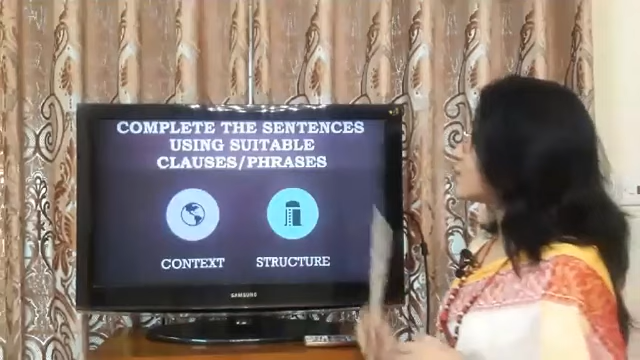 COMPLETE THE SENTENCES
USING SUITABLE
CLAUSES/PHRASES
CONTEXT
STRUCTURE
SAMSUNG